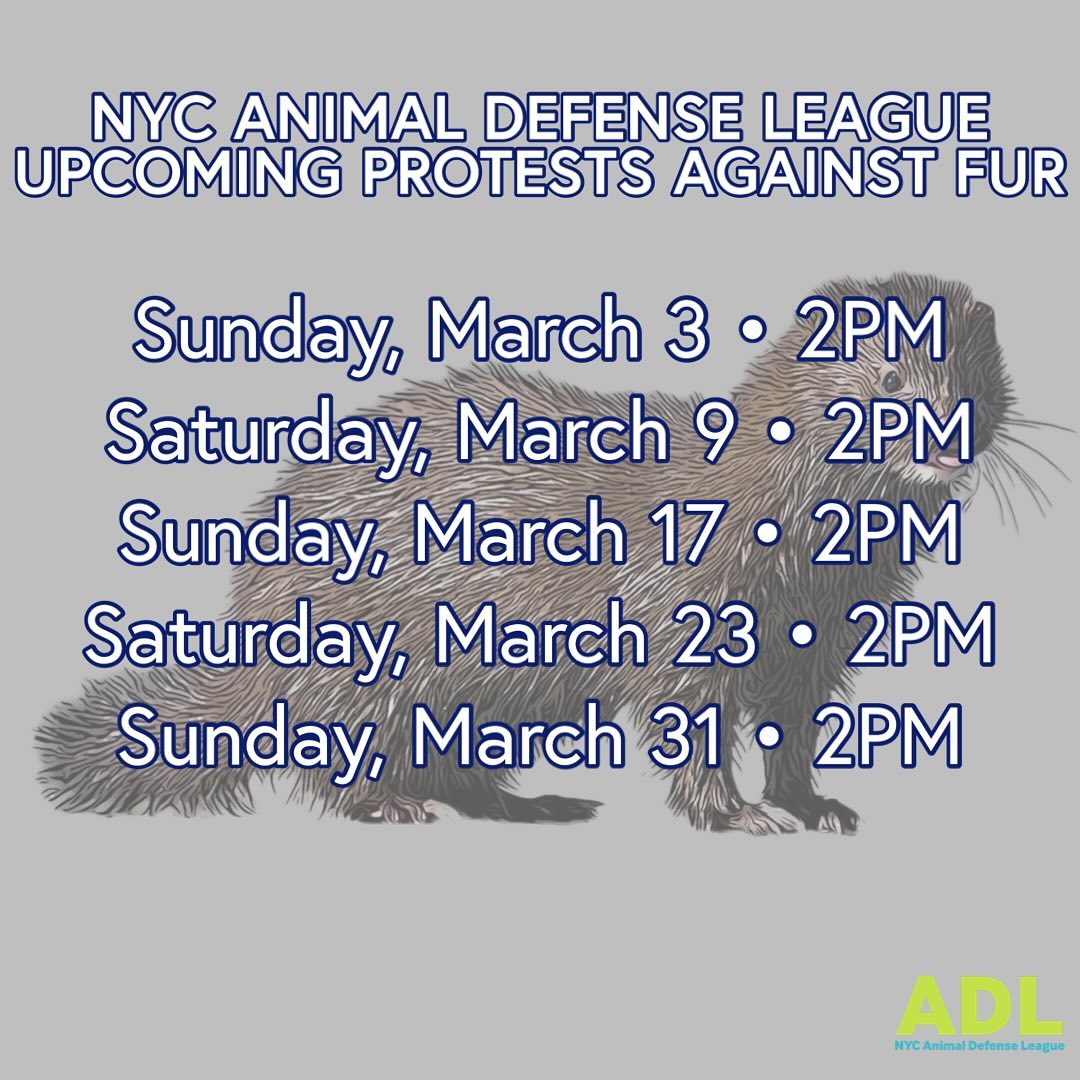 NYC ANIMAL DEFENSE LEAGUE
UPCOMING PROTESTS AGAINST FUR
Sunday, March 3 • 2PM
Saturday, March 9 • 2PM
Sunday, March 17 • 2PM
Saturday, March 23 • 2PM
Sunday, March 31 • 2PM
ADL
NYC Animal Defense League